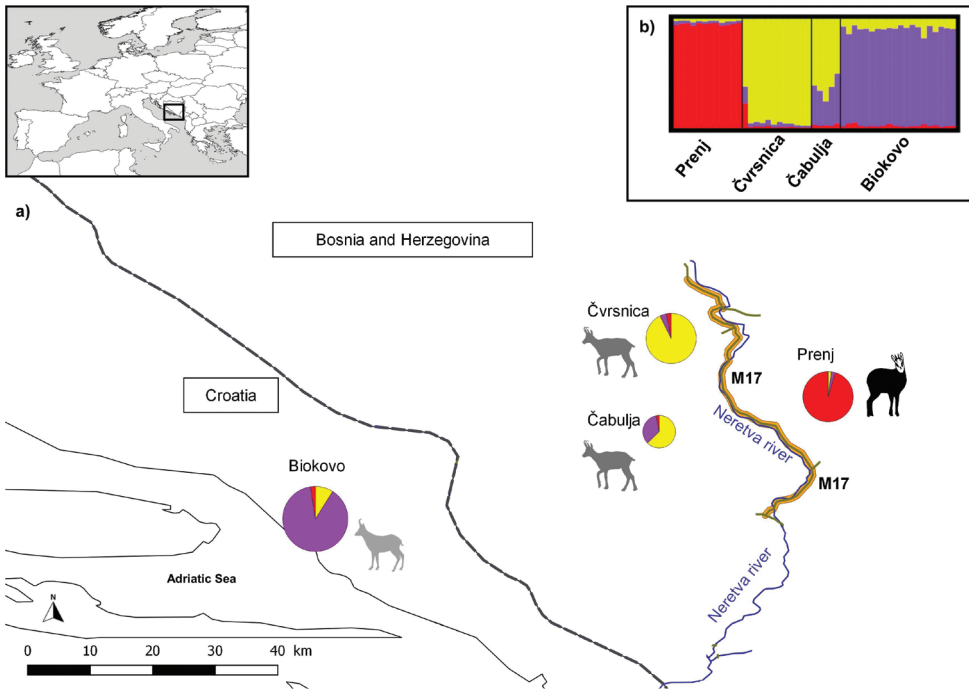 b)
Prenj
Čvrsnica
Čabulja
Biokovo
a)
Bosnia and Herzegovina
Čvrsnica
Prenj
M17
Croatia
Čabulja
Neretva river
Biokovo
M17
Adriatic Sea
Neretva river
N
0 10 20 30 40 km